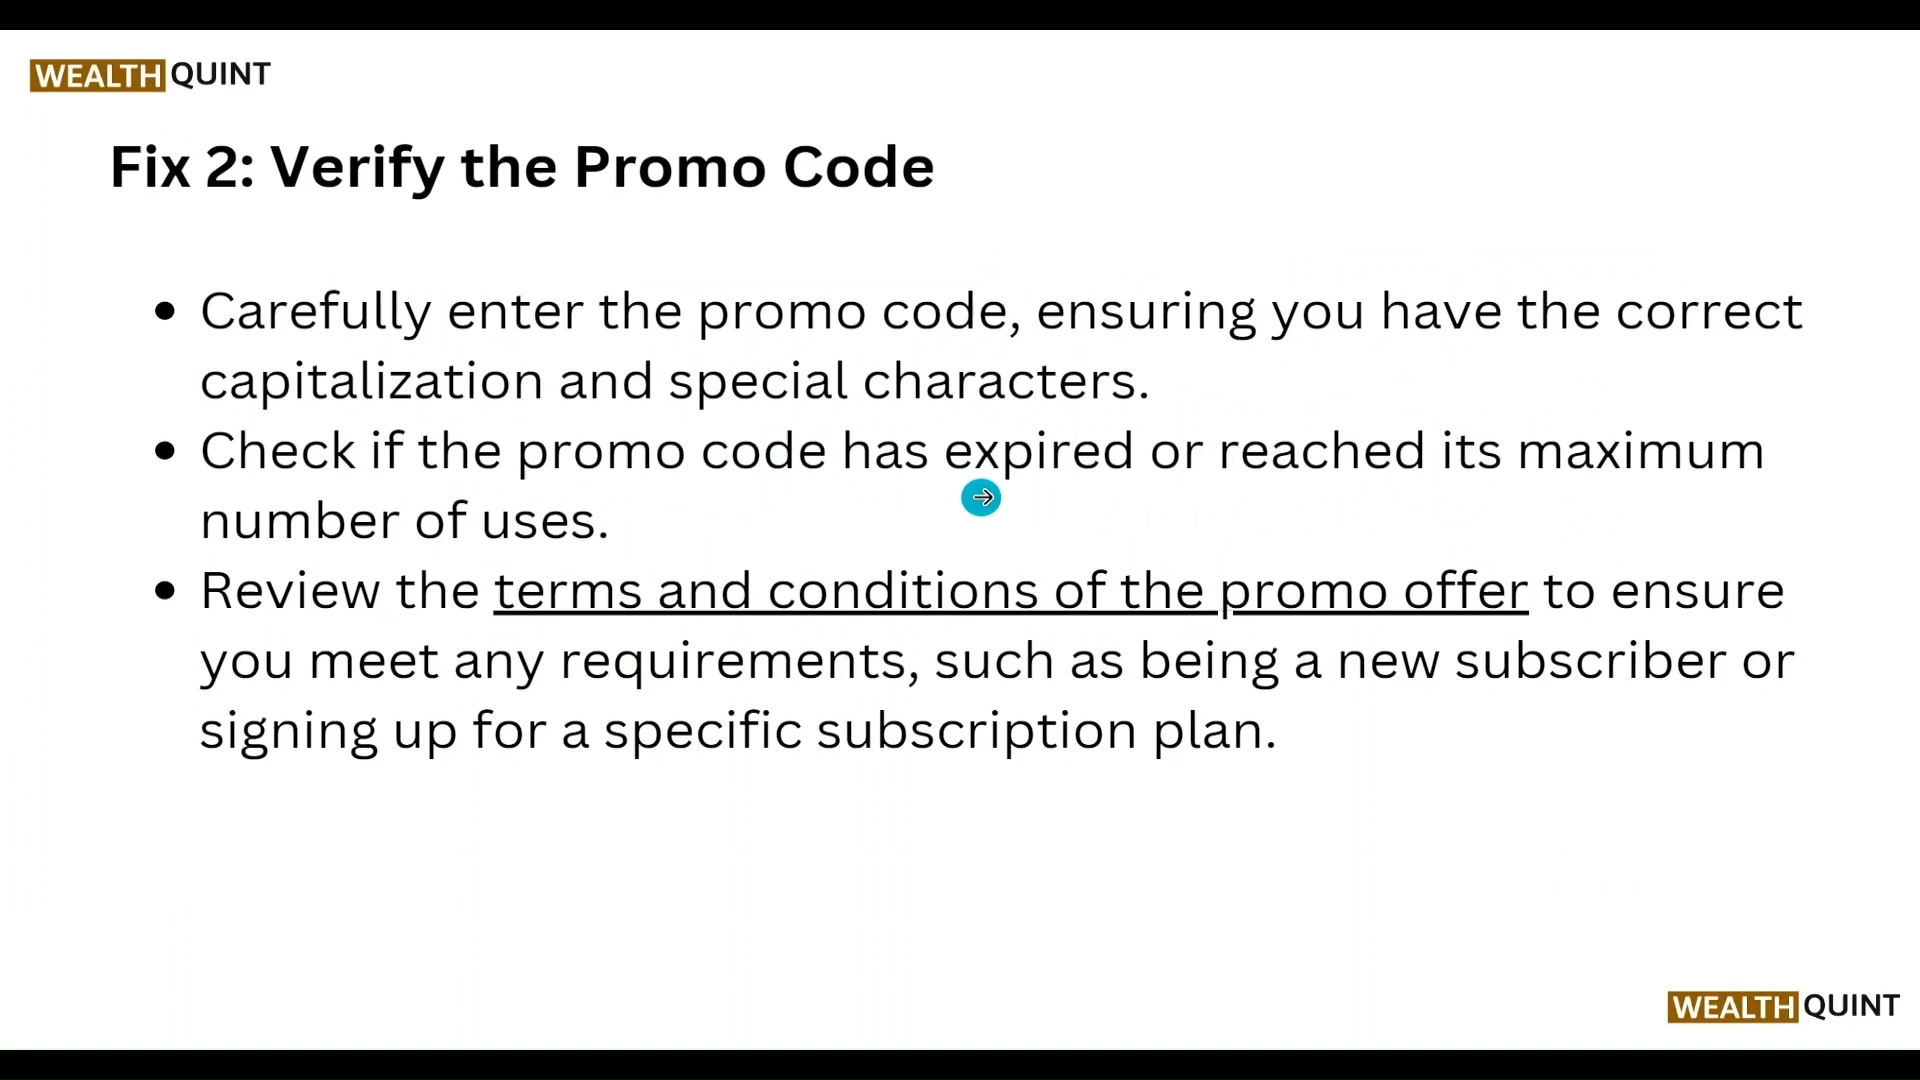 WEALTH QUINT
Fix 2: Verify the Promo Code
• Carefully enter the promo code, ensuring you have the correct
capitalization and special characters.
• Check if the promo code has expired or reached its maximum
number of uses.
• Review the terms and conditions of the promo offer to ensure
you meet any requirements, such as being a new subscriber or
signing up for a specific subscription plan.
WEALTH QUINT